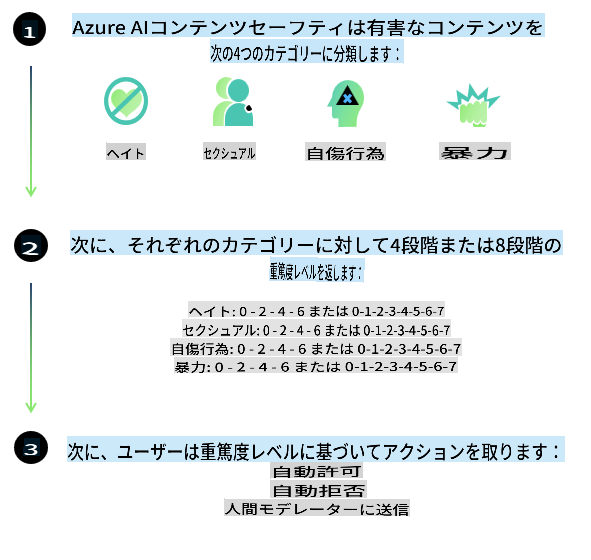 1
Azure AIコンテンツセーフティは有害なコンテンツを
次の4つのカテゴリーに分類します：
ヘイト
セクシュアル
自傷行為
暴力
2
次に、それぞれのカテゴリーに対して4段階または8段階の
重篤度レベルを返します：
ヘイト: 0 - 2 - 4 - 6 または 0-1-2-3-4-5-6-7
セクシュアル: 0 - 2 - 4 - 6 または 0-1-2-3-4-5-6-7
自傷行為: 0 - 2 - 4 - 6 または 0-1-2-3-4-5-6-7
暴力: 0 - 2 - 4 - 6 または 0-1-2-3-4-5-6-7
3
次に、ユーザーは重篤度レベルに基づいてアクションを取ります：
自動許可
自動拒否
人間モデレーターに送信